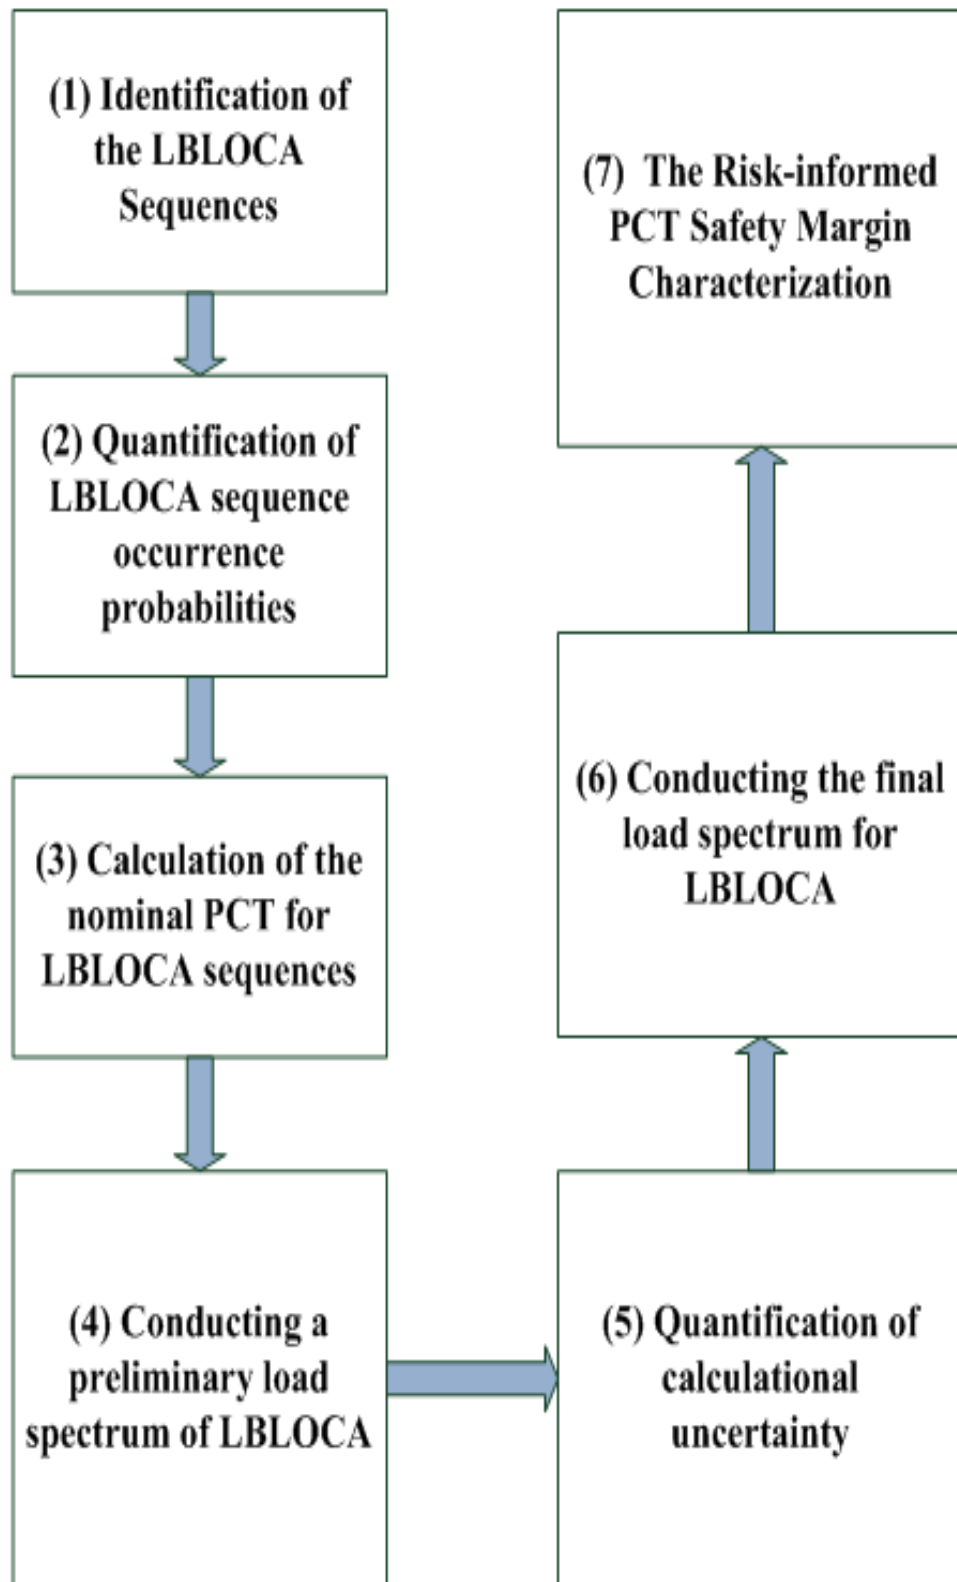 (1) Identification of
the LBLOCA
Sequences
(2) Quantification of
LBLOCA sequence
occurrence
probabilities
(3) Calculation of the
nominal PCT for
LBLOCA sequences
(4) Conducting a
preliminary load
spectrum of LBLOCA
(5) Quantification of
calculational
uncertainty
(6) Conducting the final
load spectrum for
LBLOCA
(7) The Risk-informed
PCT Safety Margin
Characterization